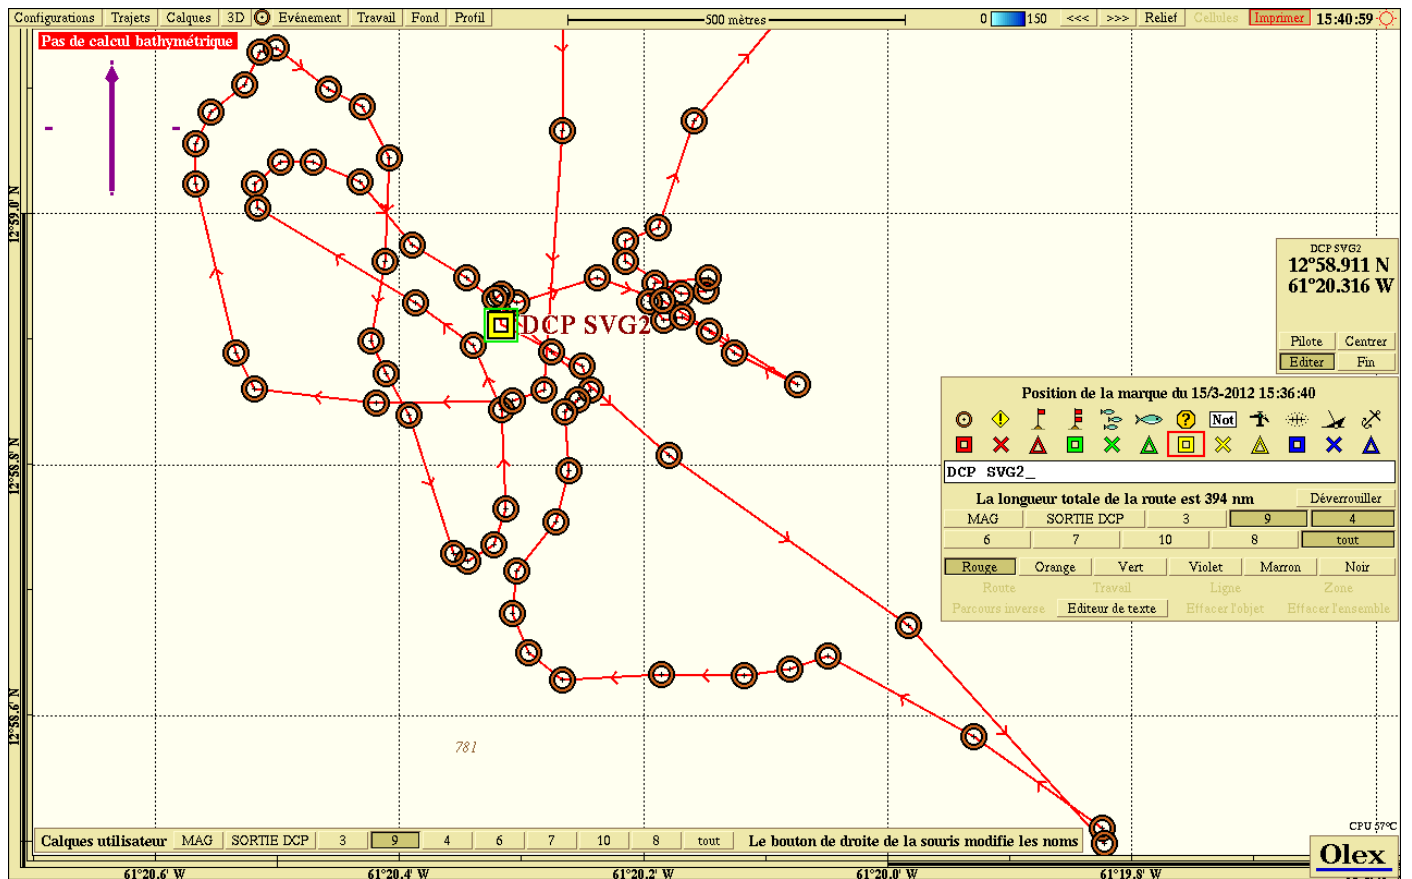 Configurations Trajets Calques 3D Evénement Travail Fond Profil 500 mètres 0 150 <<< >>> Relief Cellules Imprimer 15:40:59
Pas de calcul bathymétrique
12°59.0' N
12°58.8' N
12°58.6' N
DCP SVG2
DCP SVG2
12°58.911 N
61°20.316 W
Pilote Centrer
Editer Fin
Position de la marque du 15/3-2012 15:36:40
Not
DCP SVG2_
La longueur totale de la route est 394 nm Déverrouiller
MAG SORTIE DCP 3 9 4
6 7 10 8 tout
Rouge Orange Vert Violet Marron Noir
Route Travail Ligne Zone
Parcours inverse Editeur de texte Effacer l'objet Effacer l'ensemble
781
CPU 57°C
Calques utilisateur MAG SORTIE DCP 3 9 4 6 7 10 8 tout Le bouton de droite de la souris modifie les noms
Olex
61°20.6' W 61°20.4' W 61°20.2' W 61°20.0' W 61°19.8' W